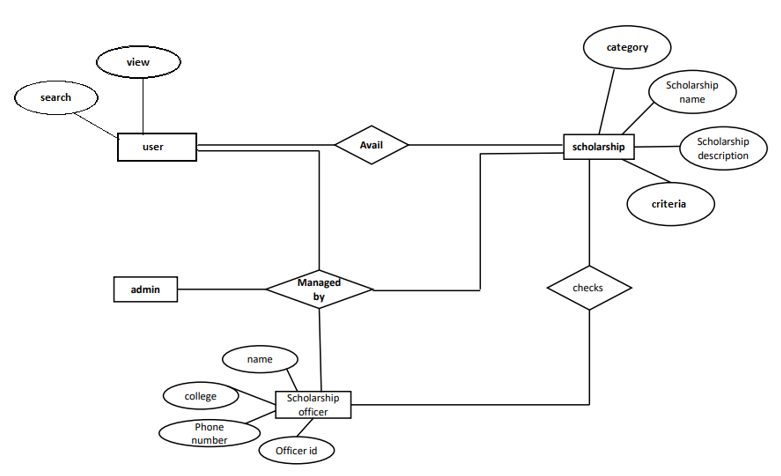 category
view
Scholarship
name
search
Scholarship
description
user
Avail
scholarship
criteria
Managed
by
admin
checks
name
college
Scholarship
officer
Phone
number
Officer id